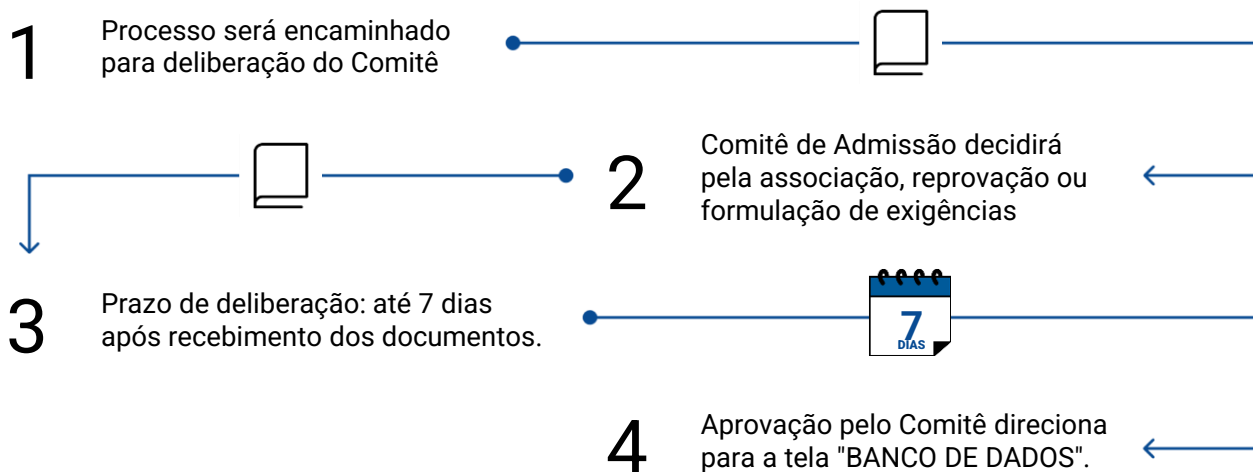 1
Processo será encaminhado
para deliberação do Comitê
2
Comitê de Admissão decidirá
pela associação, reprovação ou
formulação de exigências
3
Prazo de deliberação: até 7 dias
após recebimento dos documentos.
7
DIAS
4
Aprovação pelo Comitê direciona
para a tela "BANCO DE DADOS".